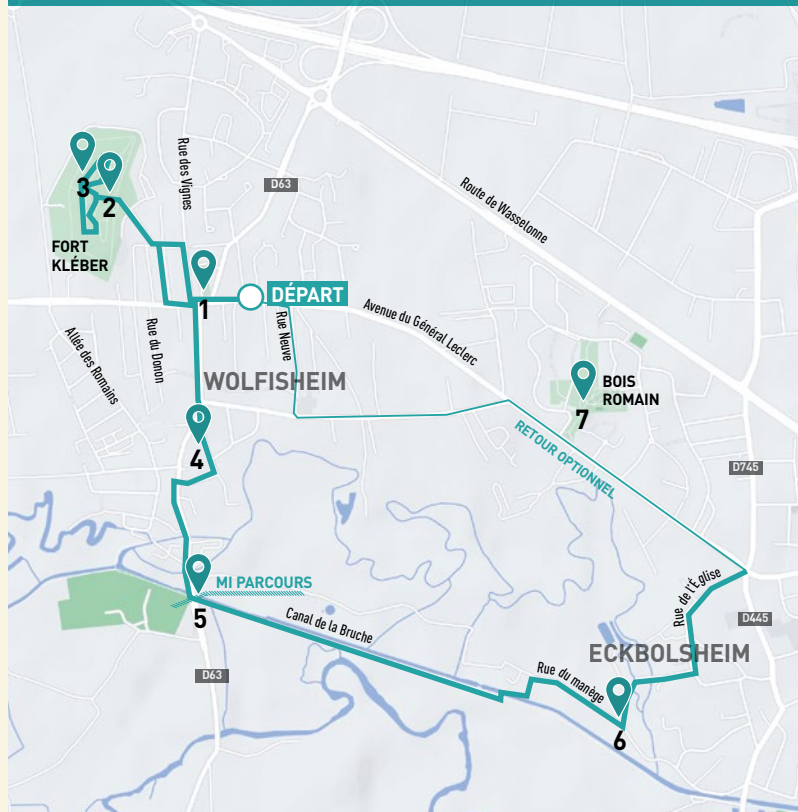 Rue des Vignes
D63
Route de Wasselonne
3
2
FORT
KLÉBER
1
DÉPART
Avenue du Général Leclerc
Rue Neuve
Rue du Donon
Allée des Romains
WOLFISHEIM
BOIS
ROMAIN
7
RETOUR OPTIONNEL
4
D745
MI PARCOURS
5
Canal de la Bruche
Rue de l'Église
D445
ECKBOLSHEIM
D63
Rue du manège
6